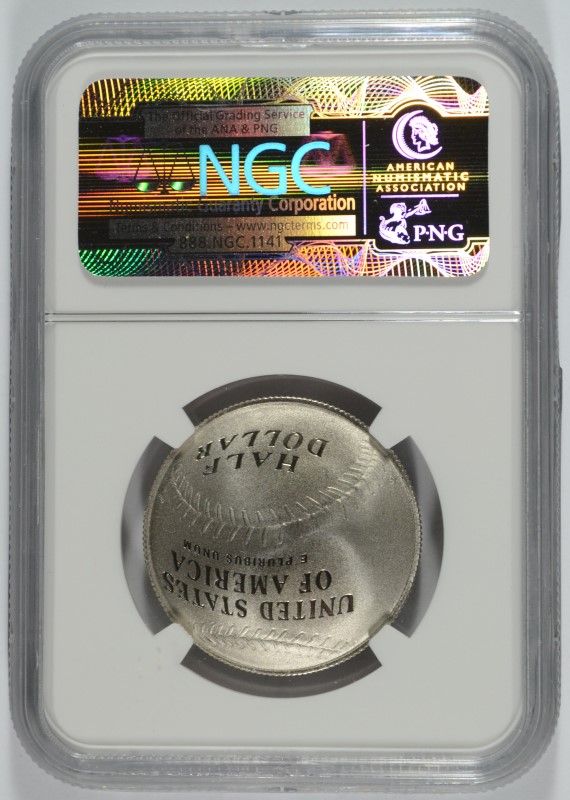 The Official Grading Service
of the ANA & PNG
NGC
Numismatic Guaranty Corporation
Terms & Conditions – www.ngcterms.com
888.NGC.1141
AMERICAN
NUMISMATIC
ASSOCIATION
P·N·G
UNITED STATES
OF AMERICA
E PLURIBUS UNUM
HALF
DOLLAR